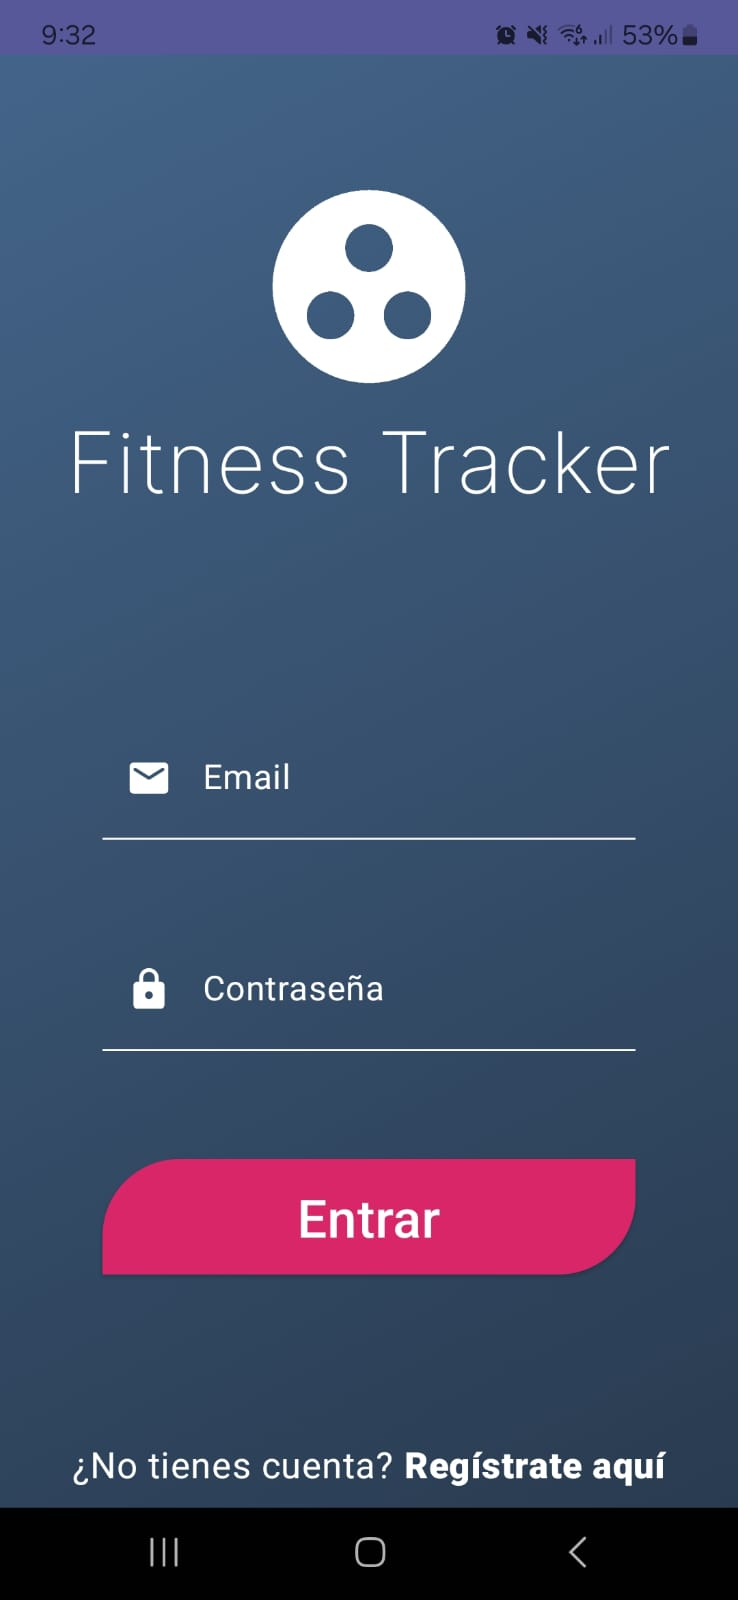 9:32 53%
Fitness Tracker
Email
Contraseña
Entrar
¿No tienes cuenta? Regístrate aquí